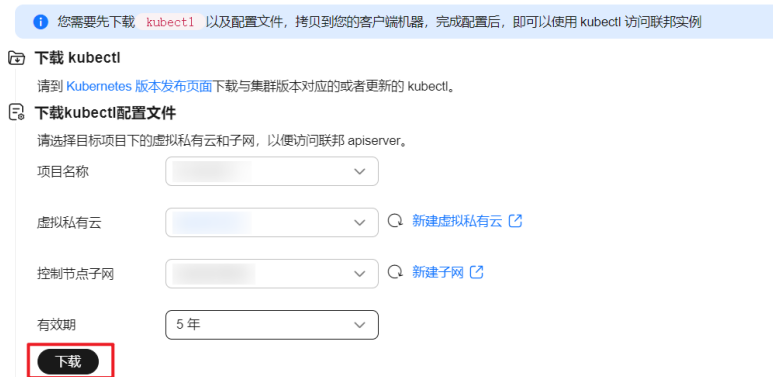 您需要先下载 kubectl 以及配置文件，拷贝到您的客户端机器，完成配置后，即可以使用 kubectl 访问联邦实例
下载 kubectl
请到 Kubernetes 版本发布页面下载与集群版本对应的或者更新的 kubectl。
下载kubectl配置文件
请选择目标项目下的虚拟私有云和子网，以便访问联邦 apiserver。
项目名称
虚拟私有云 新建虚拟私有云
控制节点子网 新建子网
有效期 5 年
下载